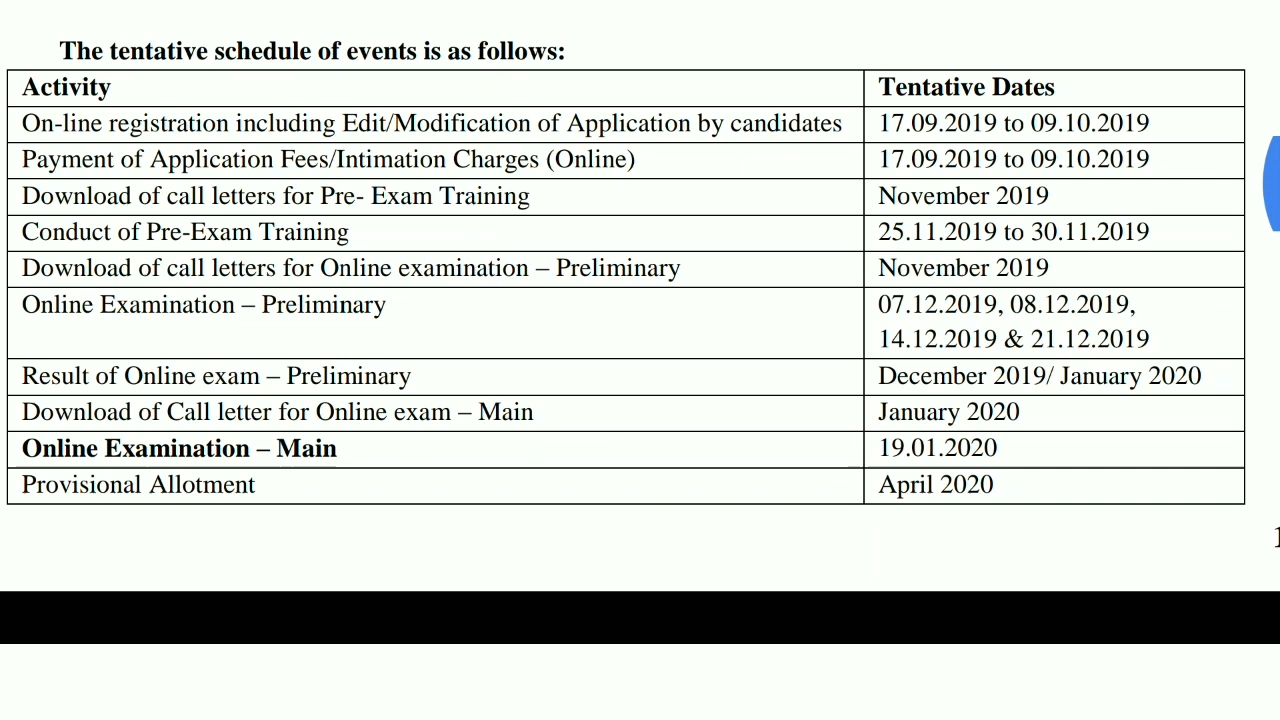 The tentative schedule of events is as follows:
Activity Tentative Dates
On-line registration including Edit/Modification of Application by candidates 17.09.2019 to 09.10.2019
Payment of Application Fees/Intimation Charges (Online) 17.09.2019 to 09.10.2019
Download of call letters for Pre- Exam Training November 2019
Conduct of Pre-Exam Training 25.11.2019 to 30.11.2019
Download of call letters for Online examination – Preliminary November 2019
Online Examination – Preliminary 07.12.2019, 08.12.2019,
14.12.2019 & 21.12.2019
Result of Online exam – Preliminary December 2019/ January 2020
Download of Call letter for Online exam – Main January 2020
Online Examination – Main 19.01.2020
Provisional Allotment April 2020